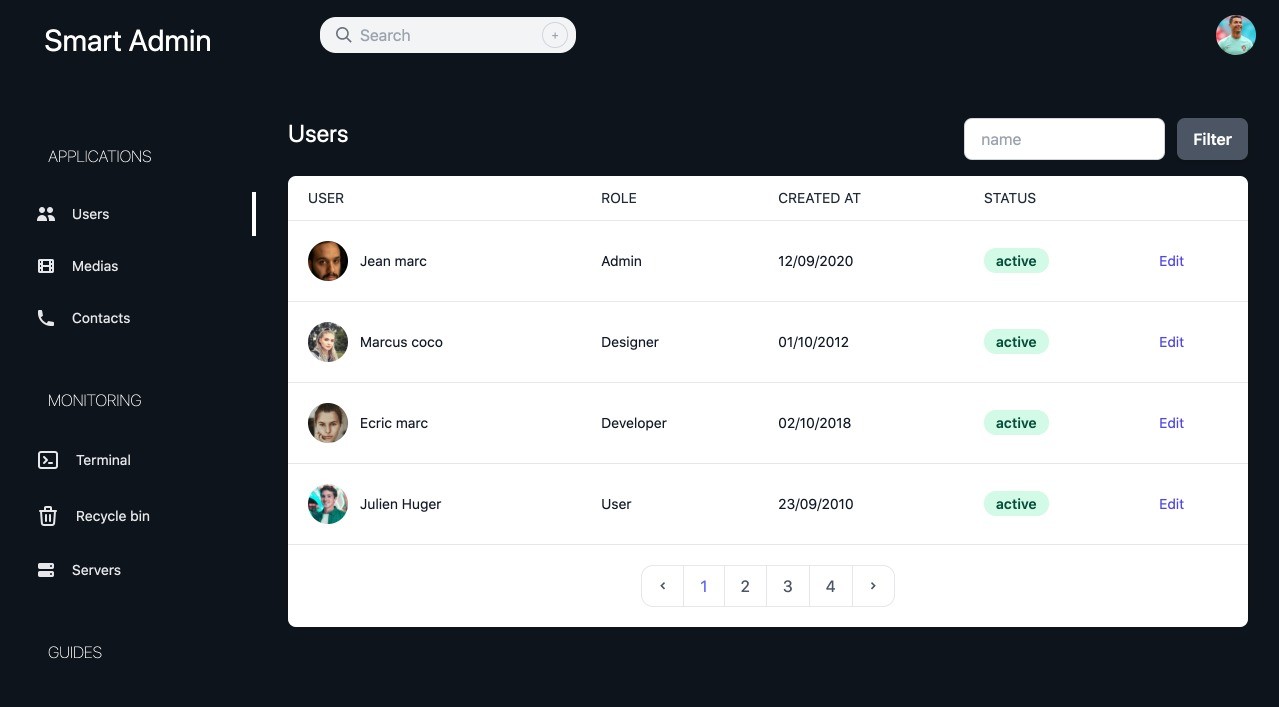 Smart Admin
Search +
APPLICATIONS
Users
Medias
Contacts
MONITORING
Terminal
Recycle bin
Servers
GUIDES
Users
name
Filter
USER ROLE CREATED AT STATUS
Jean marc Admin 12/09/2020 active Edit
Marcus coco Designer 01/10/2012 active Edit
Ecric marc Developer 02/10/2018 active Edit
Julien Huger User 23/09/2010 active Edit
‹ 1 2 3 4 ›